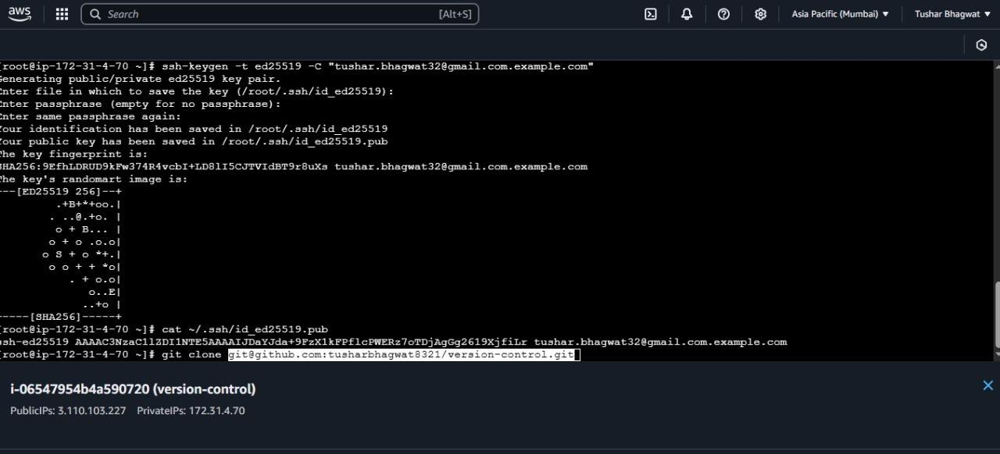 aws
Search [Alt+S]
Asia Pacific (Mumbai)
Tushar Bhagwat
[root@ip-172-31-4-70 ~]# ssh-keygen -t ed25519 -C "tushar.bhagwat32@gmail.com.example.com"
Generating public/private ed25519 key pair.
Enter file in which to save the key (/root/.ssh/id_ed25519):
Enter passphrase (empty for no passphrase):
Enter same passphrase again:
Your identification has been saved in /root/.ssh/id_ed25519
Your public key has been saved in /root/.ssh/id_ed25519.pub
The key fingerprint is:
SHA256:9EfhLDRUD9kFw374R4vcbI+LD8lI5CJTVIdBT9r8uXs tushar.bhagwat32@gmail.com.example.com
The key's randomart image is:
---[ED25519 256]--+
.+B+*+oo.|
. ..@.+o. |
o + B... |
o + o .o.o|
o S + o *+.|
o o + + *o|
. + o.o|
o..E|
..+o |
-----[SHA256]-----+
[root@ip-172-31-4-70 ~]# cat ~/.ssh/id_ed25519.pub
ssh-ed25519 AAAAC3NzaC1lZDI1NTE5AAAAIJDaYJda+9FzX1kFPflcPWERz7oTDjAgGg2619XjfiLr tushar.bhagwat32@gmail.com.example.com
[root@ip-172-31-4-70 ~]# git clone git@github.com:tusharbhagwat8321/version-control.git
i-06547954b4a590720 (version-control)
PublicIPs: 3.110.103.227 PrivateIPs: 172.31.4.70